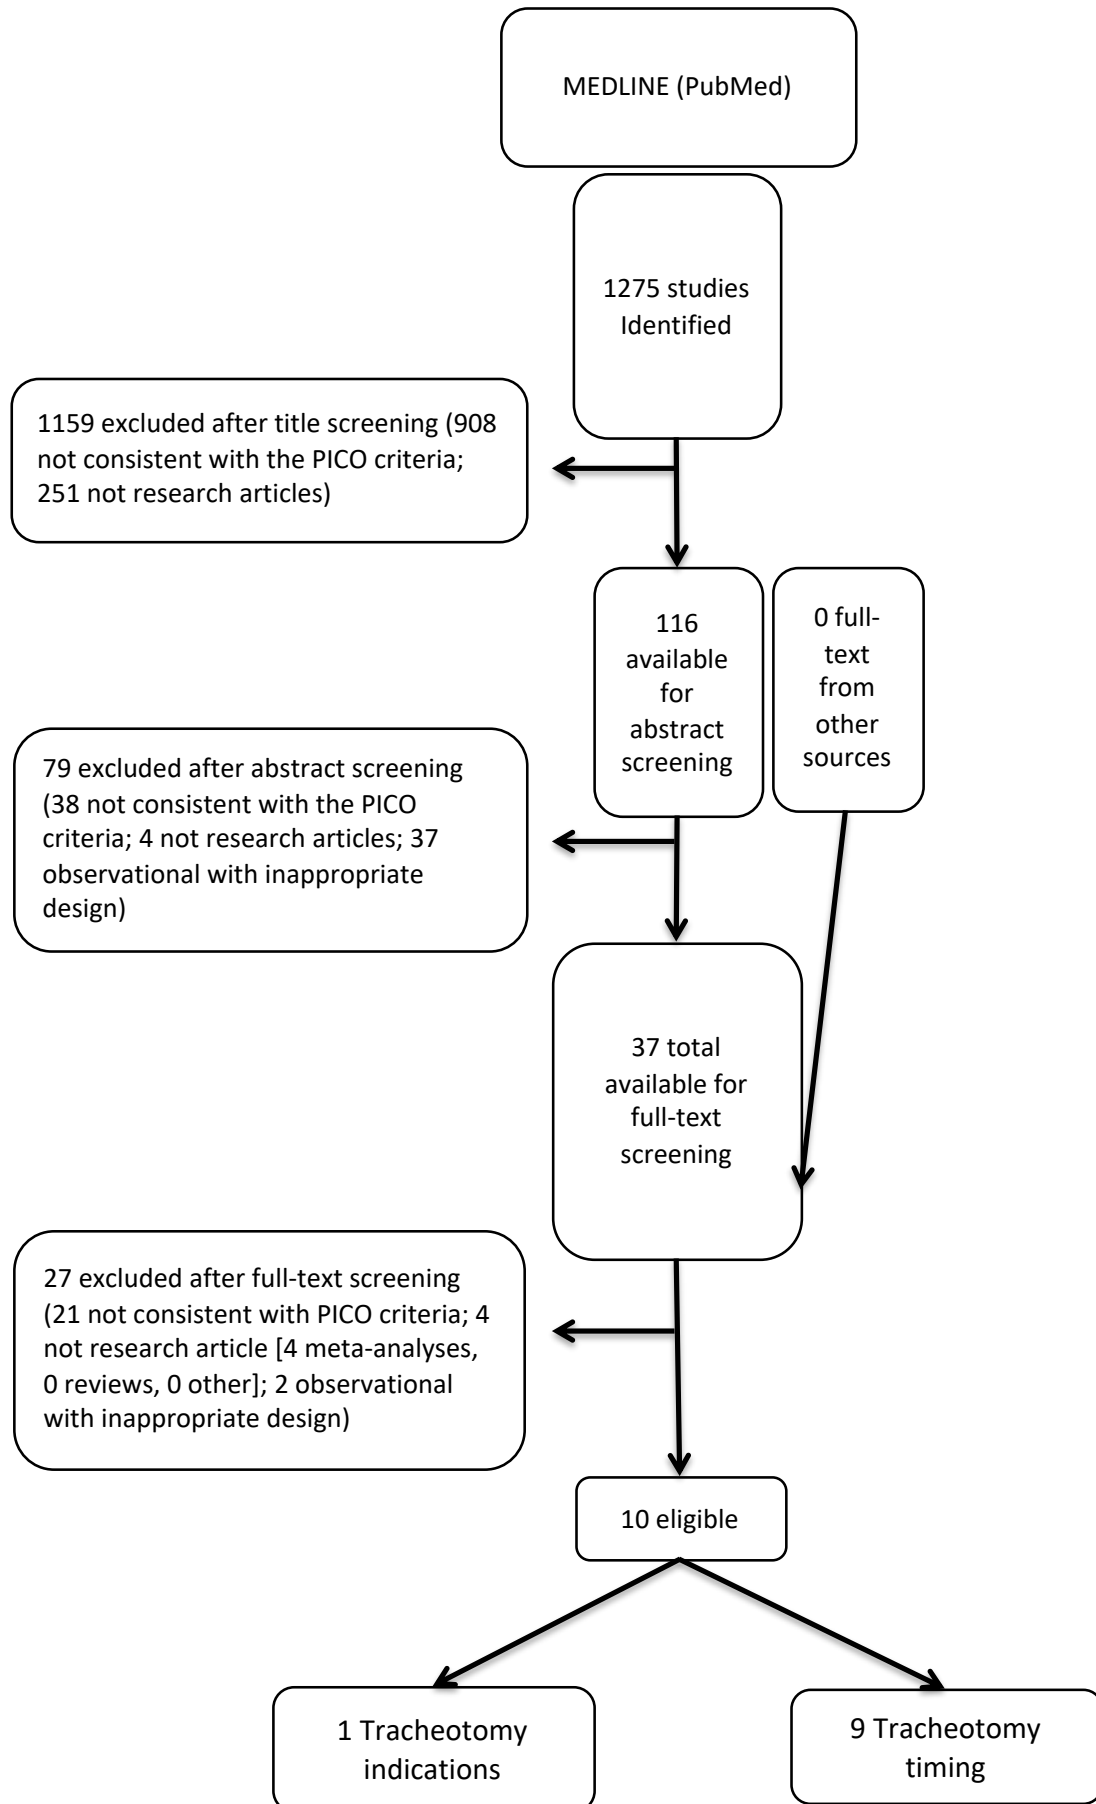 MEDLINE (PubMed)
1275 studies
Identified
1159 excluded after title screening (908
not consistent with the PICO criteria;
251 not research articles)
116
available
for
abstract
screening
0 full-
text
from
other
sources
79 excluded after abstract screening
(38 not consistent with the PICO
criteria; 4 not research articles; 37
observational with inappropriate
design)
37 total
available for
full-text
screening
27 excluded after full-text screening
(21 not consistent with PICO criteria; 4
not research article [4 meta-analyses,
0 reviews, 0 other]; 2 observational
with inappropriate design)
10 eligible
1 Tracheotomy
indications
9 Tracheotomy
timing